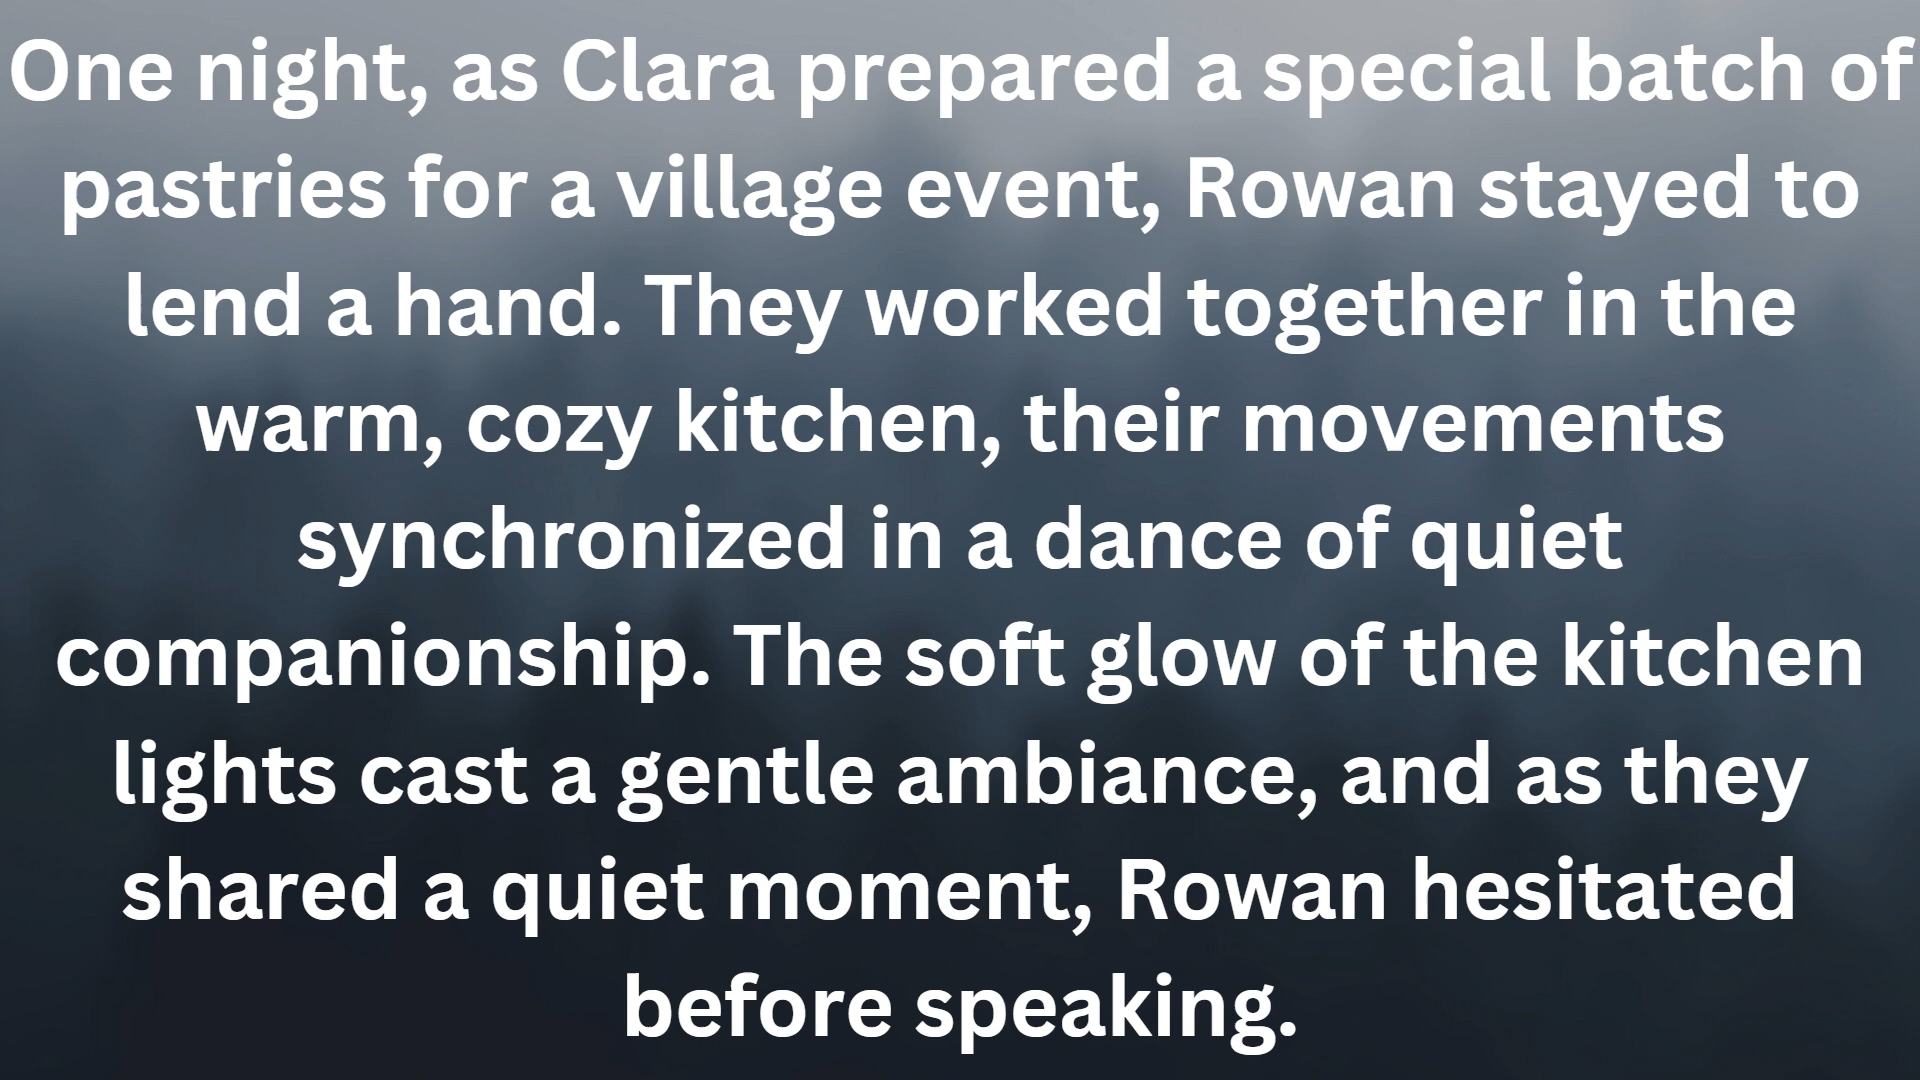 One night, as Clara prepared a special batch of
pastries for a village event, Rowan stayed to
lend a hand. They worked together in the
warm, cozy kitchen, their movements
synchronized in a dance of quiet
companionship. The soft glow of the kitchen
lights cast a gentle ambiance, and as they
shared a quiet moment, Rowan hesitated
before speaking.